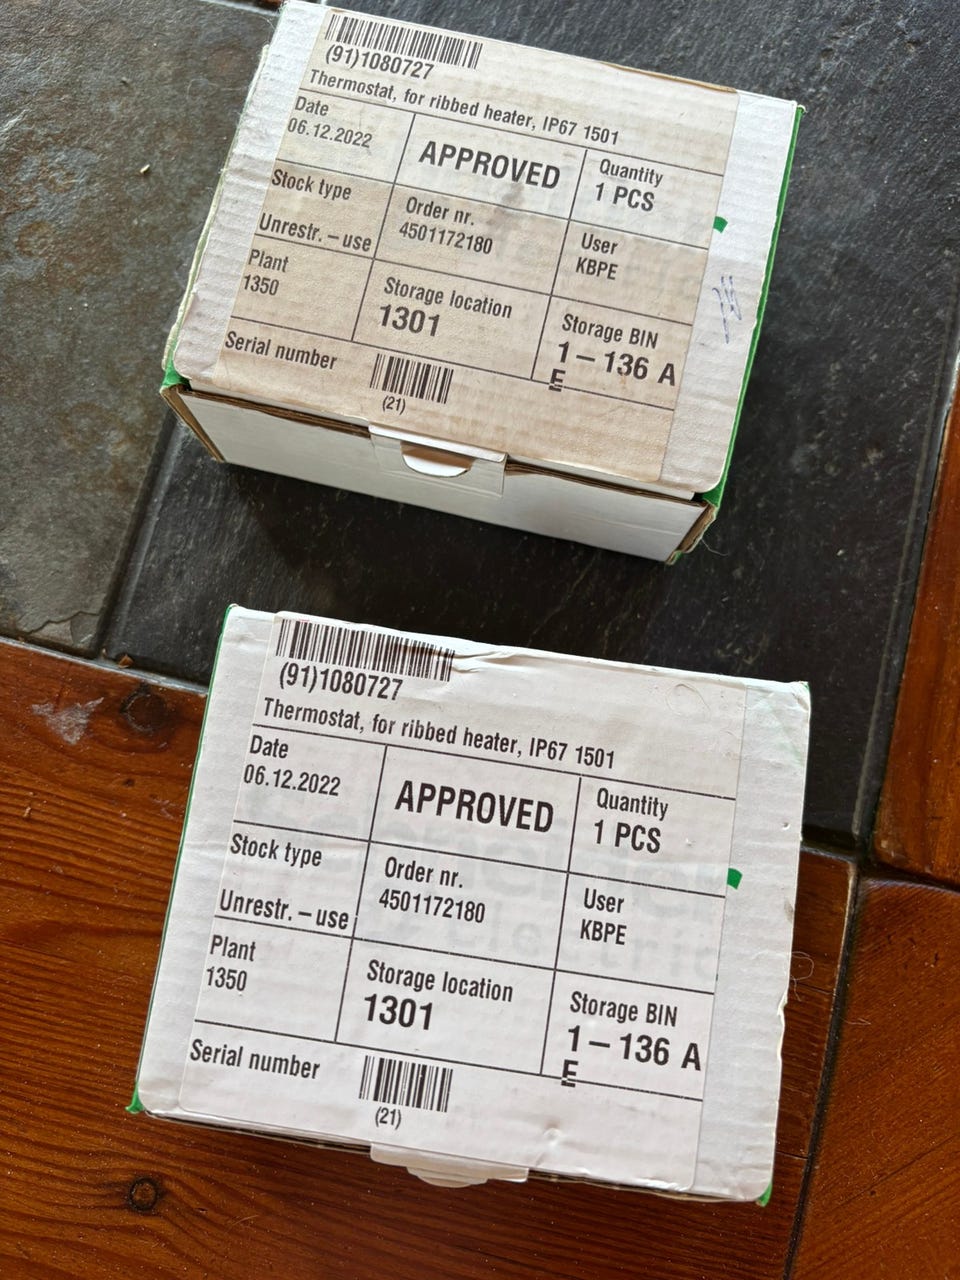 (91)1080727
Thermostat, for ribbed heater, IP67 1501
Date
06.12.2022
APPROVED
Quantity
1 PCS
Stock type
Unrestr. – use
Order nr.
4501172180
User
KBPE
Plant
1350
Storage location
1301
Storage BIN
1 – 136 A
E
Serial number
(21)
(91)1080727
Thermostat, for ribbed heater, IP67 1501
Date
06.12.2022
APPROVED
Quantity
1 PCS
Stock type
Unrestr. – use
Order nr.
4501172180
User
KBPE
Plant
1350
Storage location
1301
Storage BIN
1 – 136 A
E
Serial number
(21)